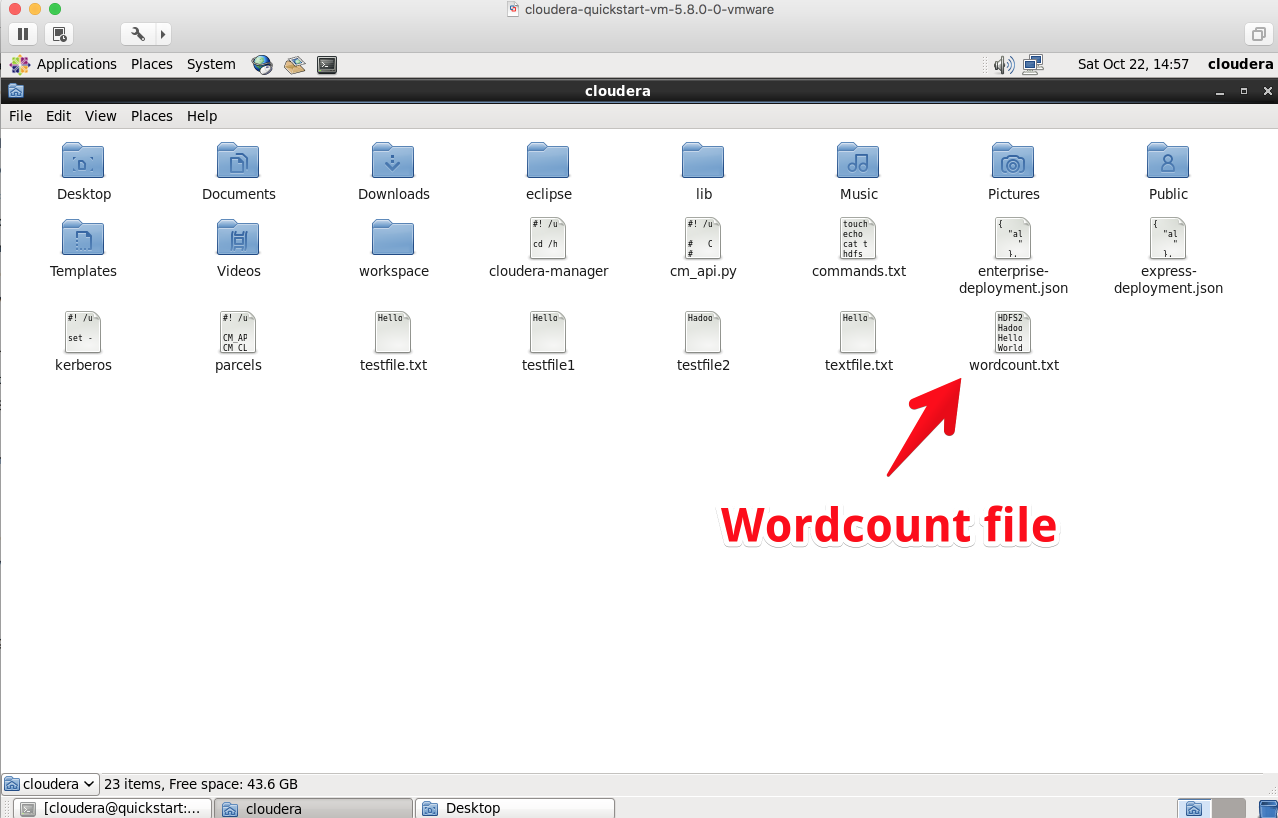 cloudera-quickstart-vm-5.8.0-0-vmware
Applications Places System Sat Oct 22, 14:57 cloudera
cloudera
File Edit View Places Help
D
Desktop Documents Downloads eclipse lib Music Pictures Public
#! /u #! /u touch { {
echo "al "al
cd /h # C cat t " "
# hdfs }, },
Templates Videos workspace cloudera-manager cm_api.py commands.txt enterprise- express-
deployment.json deployment.json
#! /u #! /u Hello Hello Hadoo Hello HDFS2
Hadoo
set - CM_AP Hello
CM_CL World
kerberos parcels testfile.txt testfile1 testfile2 textfile.txt wordcount.txt
Wordcount file
cloudera 23 items, Free space: 43.6 GB
[cloudera@quickstart:... cloudera Desktop